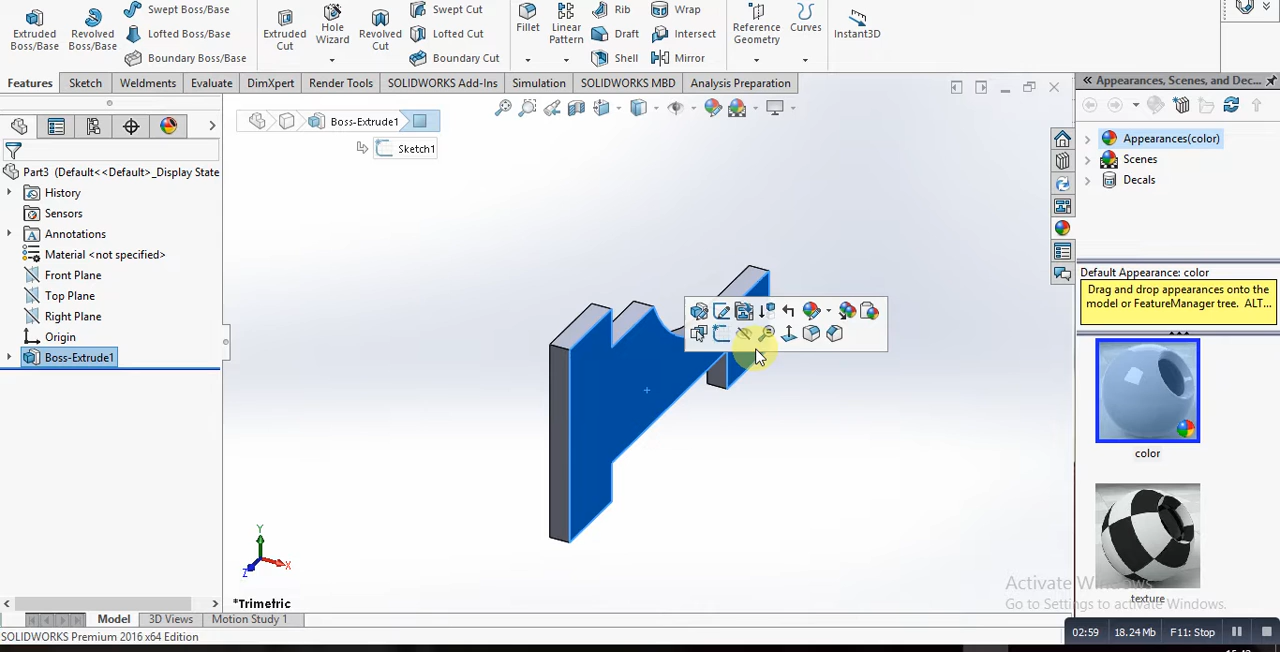 Extruded Boss/Base
Revolved Boss/Base
Swept Boss/Base
Lofted Boss/Base
Boundary Boss/Base
Extruded Cut
Hole Wizard
Revolved Cut
Swept Cut
Lofted Cut
Boundary Cut
Fillet
Linear Pattern
Rib
Draft
Shell
Wrap
Intersect
Mirror
Reference Geometry
Curves
Instant3D
Features
Sketch
Weldments
Evaluate
DimXpert
Render Tools
SOLIDWORKS Add-Ins
Simulation
SOLIDWORKS MBD
Analysis Preparation
Appearances, Scenes, and Dec...
Boss-Extrude1
Sketch1
Part3 (Default<<Default>_Display State
History
Sensors
Annotations
Material <not specified>
Front Plane
Top Plane
Right Plane
Origin
Boss-Extrude1
Appearances(color)
Scenes
Decals
Default Appearance: color
Drag and drop appearances onto the
model or FeatureManager tree. ALT...
color
texture
Y
X
Z
*Trimetric
Activate Windows
Go to Settings to activate Windows.
Model
3D Views
Motion Study 1
SOLIDWORKS Premium 2016 x64 Edition
02:59
18.24Mb
F11: Stop